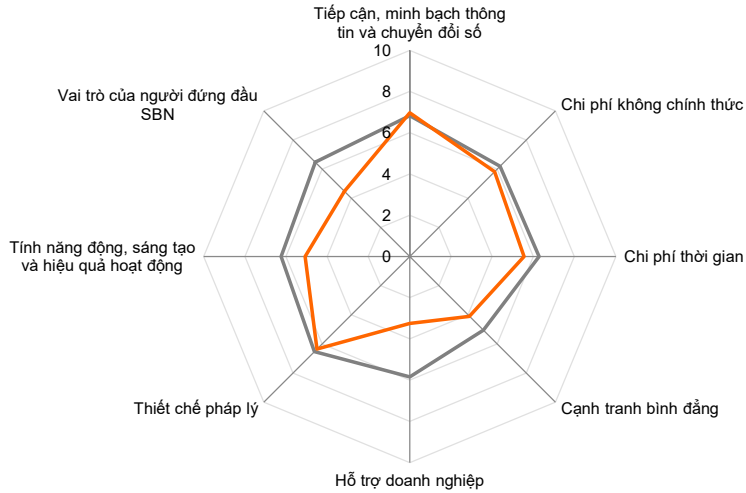 Tiếp cận, minh bạch thông
tin và chuyển đổi số
10
8
6
4
2
0
Chi phí không chính thức
Chi phí thời gian
Cạnh tranh bình đẳng
Hỗ trợ doanh nghiệp
Thiết chế pháp lý
Tính năng động, sáng tạo
và hiệu quả hoạt động
Vai trò của người đứng đầu
SBN